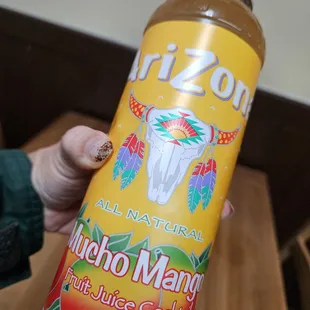 AriZona
ALL NATURAL
Mucho Mango
Fruit Juice Cocktail